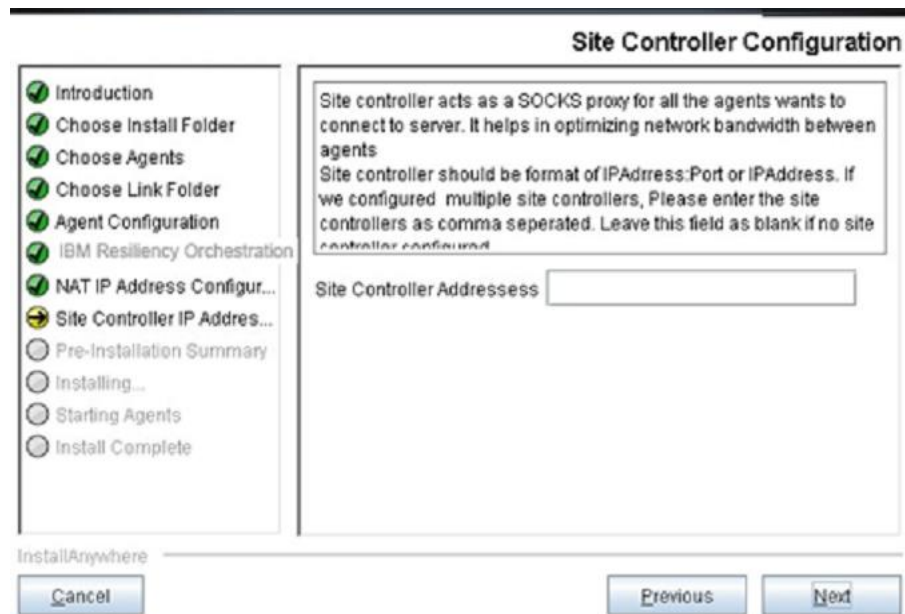 Site Controller Configuration
Introduction
Choose Install Folder
Choose Agents
Choose Link Folder
Agent Configuration
IBM Resiliency Orchestration
NAT IP Address Configur...
Site Controller IP Addres...
Pre-Installation Summary
Installing...
Starting Agents
Install Complete
Site controller acts as a SOCKS proxy for all the agents wants to
connect to server. It helps in optimizing network bandwidth between
agents
Site controller should be format of IPAdrress:Port or IPAddress. If
we configured multiple site controllers, Please enter the site
controllers as comma seperated. Leave this field as blank if no site
controller configured
Site Controller Addressess
InstallAnywhere
Cancel
Previous
Next